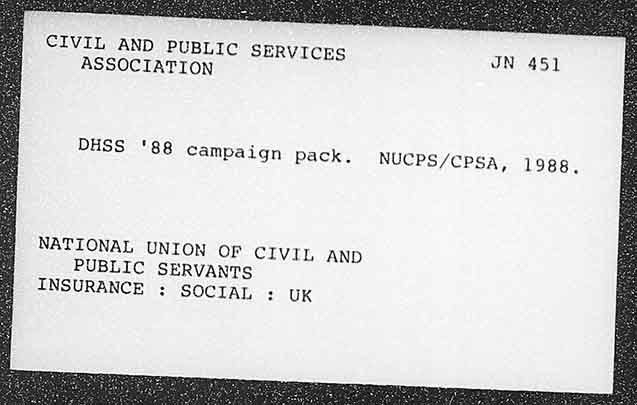 CIVIL AND PUBLIC SERVICES JN 451
ASSOCIATION
DHSS '88 campaign pack. NUCPS/CPSA, 1988.
NATIONAL UNION OF CIVIL AND
PUBLIC SERVANTS
INSURANCE : SOCIAL : UK